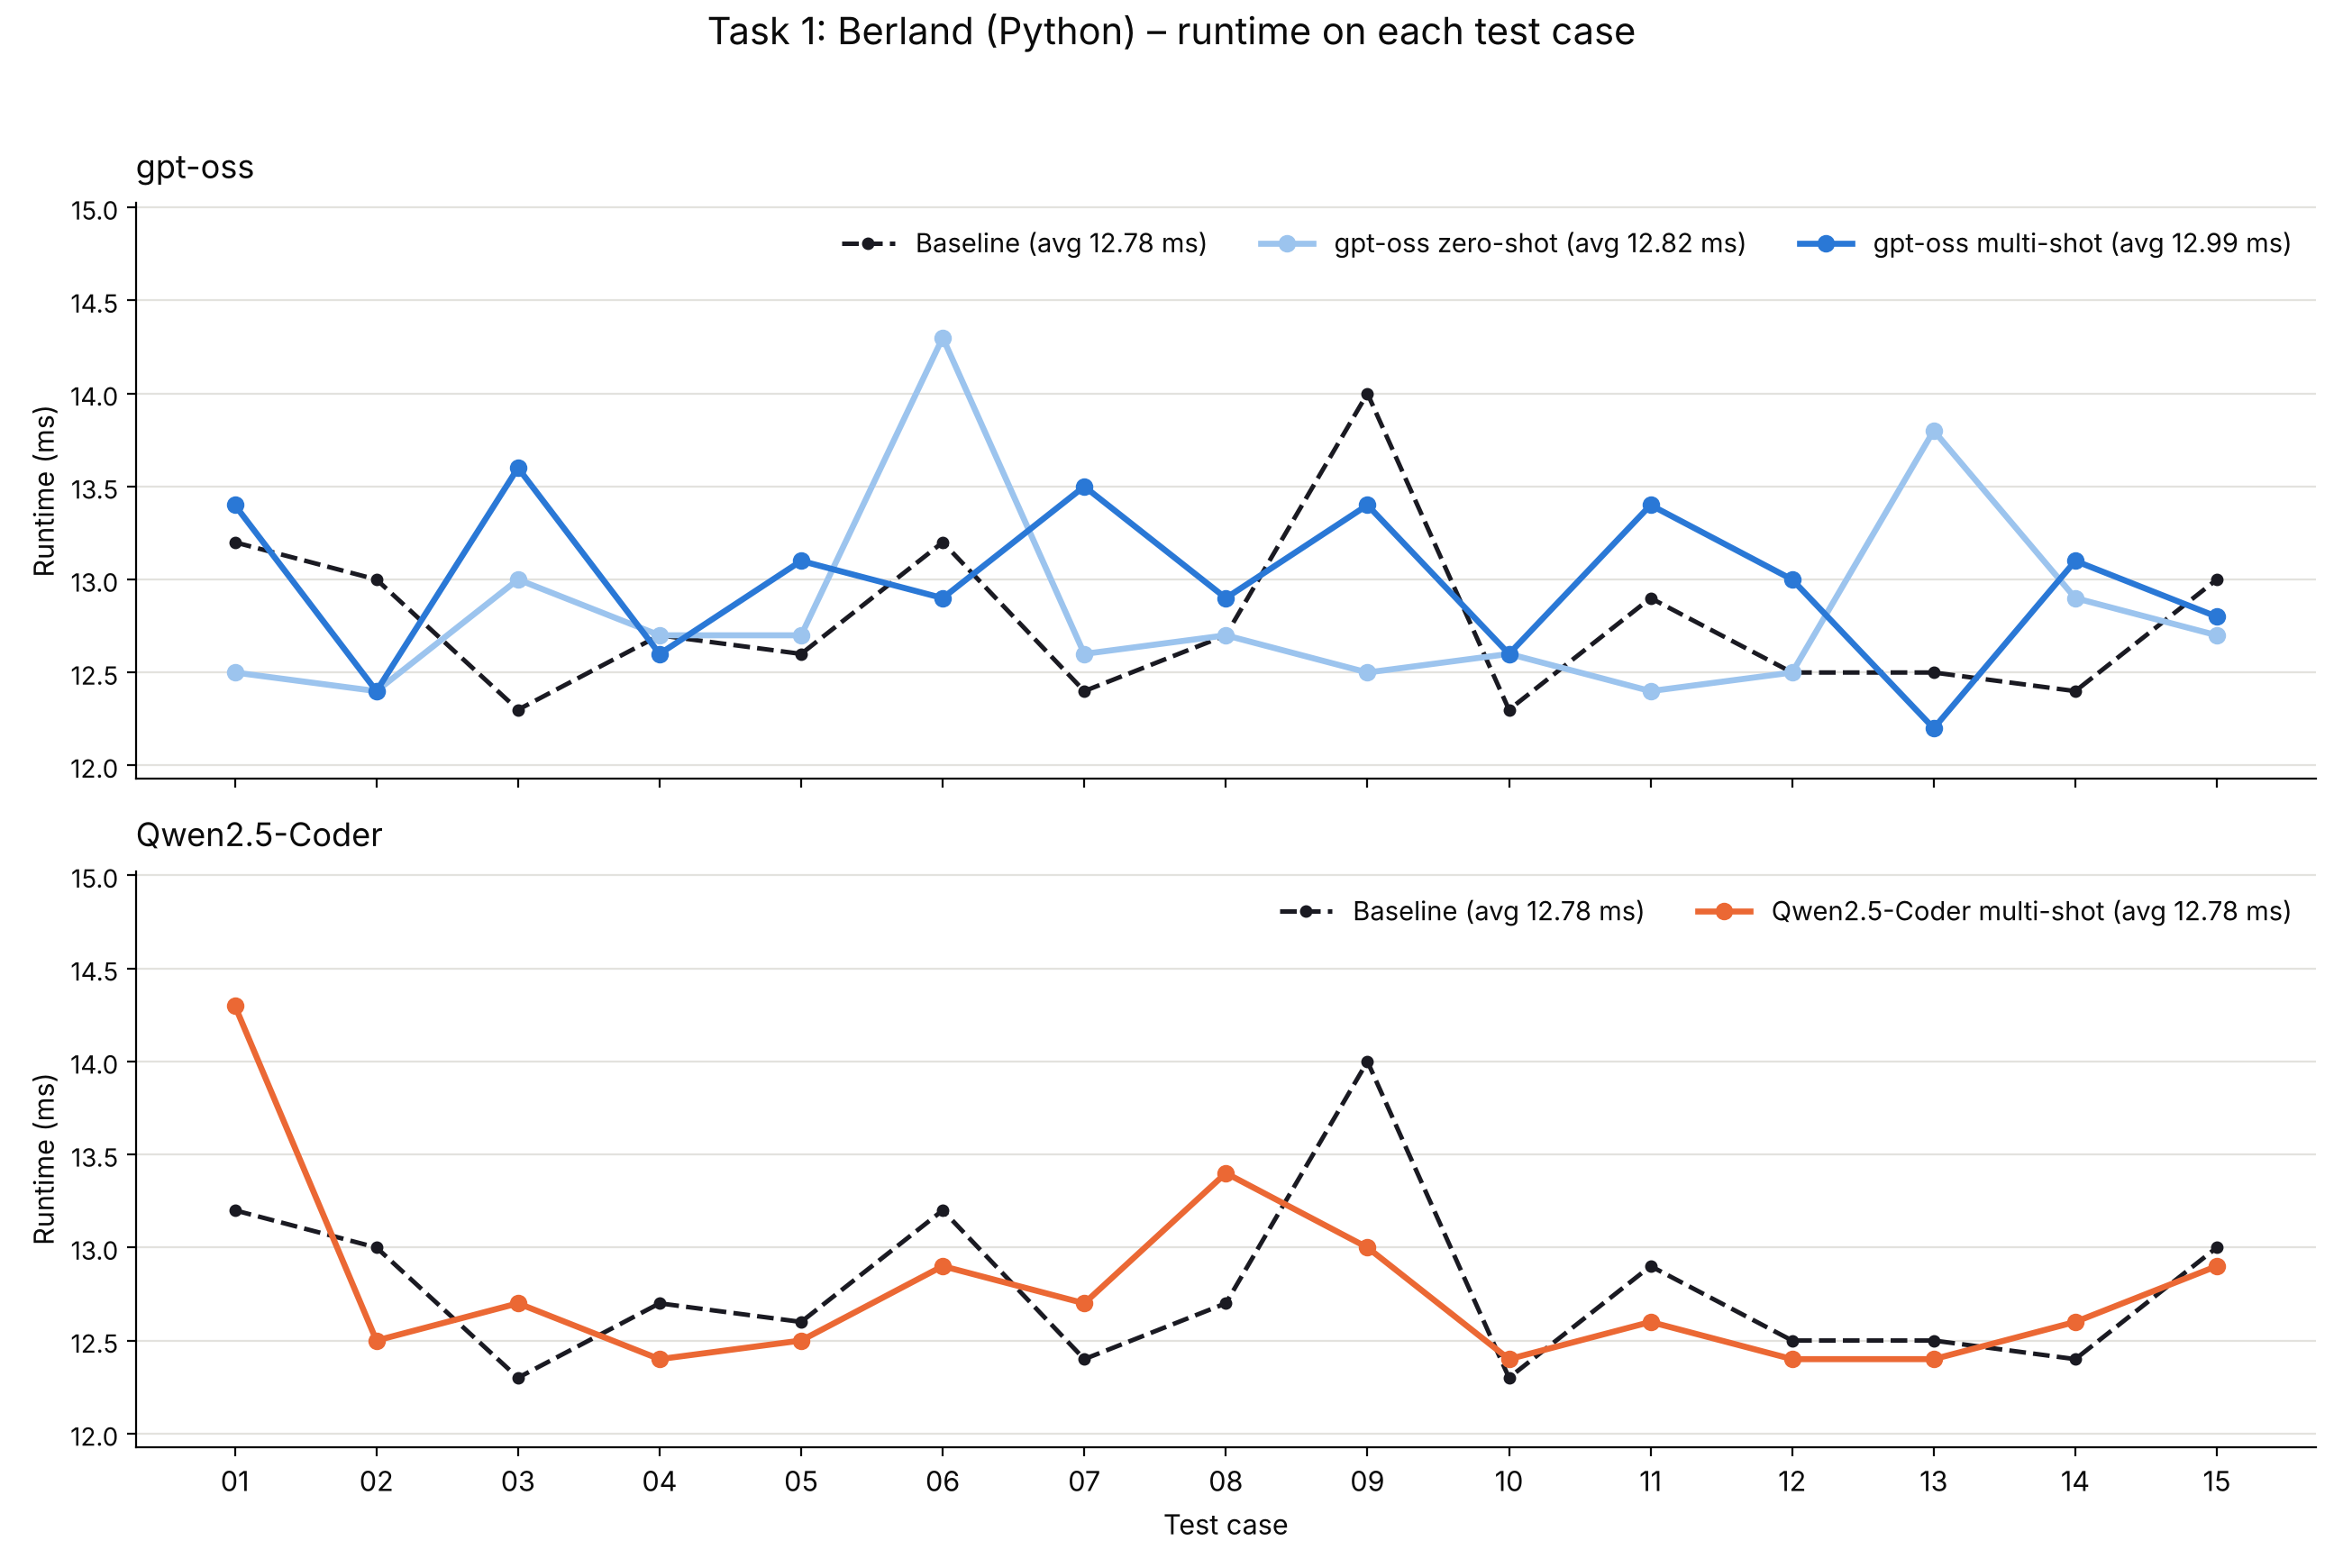 Task 1: Berland (Python) – runtime on each test case
gpt-oss
Baseline (avg 12.78 ms)
gpt-oss zero-shot (avg 12.82 ms)
gpt-oss multi-shot (avg 12.99 ms)
Runtime (ms)
15.0
14.5
14.0
13.5
13.0
12.5
12.0
Qwen2.5-Coder
Baseline (avg 12.78 ms)
Qwen2.5-Coder multi-shot (avg 12.78 ms)
Runtime (ms)
15.0
14.5
14.0
13.5
13.0
12.5
12.0
01 02 03 04 05 06 07 08 09 10 11 12 13 14 15
Test case